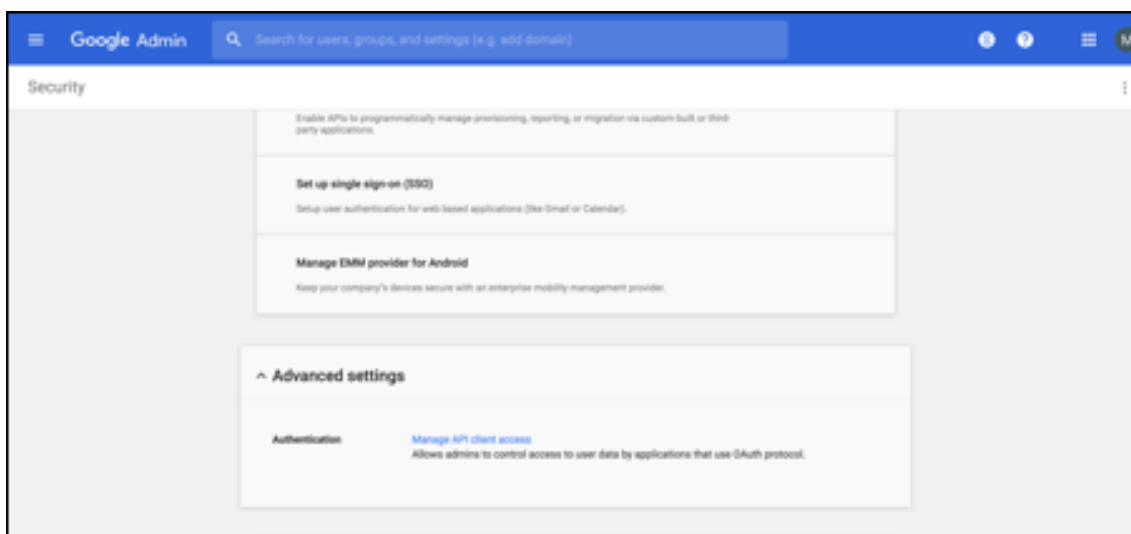 Google Admin
Search for users, groups, and settings (e.g. add domain)
M
Security
Enable APIs to programmatically manage provisioning, reporting, or migration via custom-built or third-
party applications.
Set up single sign-on (SSO)
Setup user authentication for web based applications (like Gmail or Calendar).
Manage EMM provider for Android
Keep your company's devices secure with an enterprise mobility management provider.
Advanced settings
Authentication
Manage API client access
Allows admins to control access to user data by applications that use OAuth protocol.